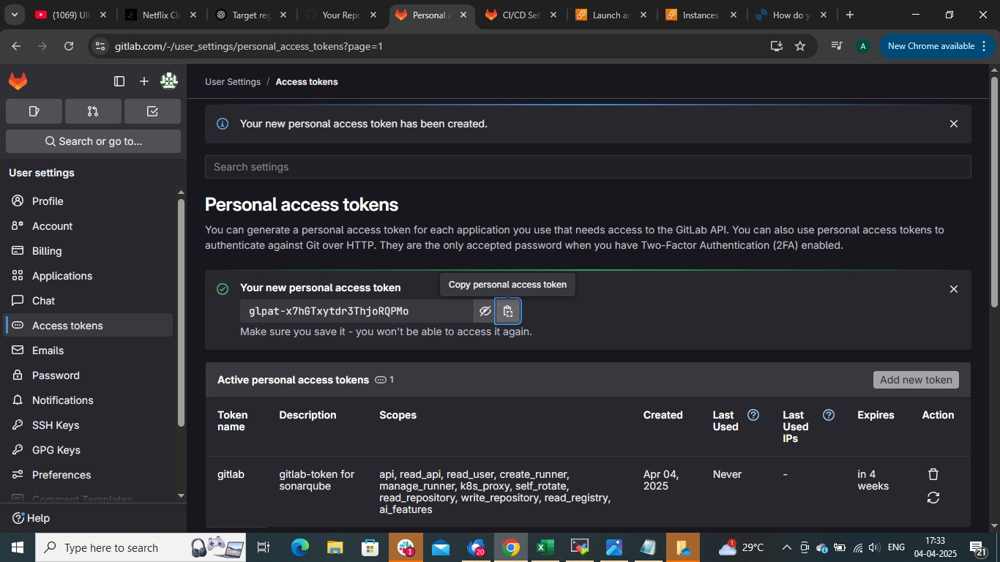 (1069) Ult
Netflix Clo
Target reg
Your Repo
Personal a
CI/CD Set
Launch an
Instances
How do y
gitlab.com/-/user_settings/personal_access_tokens?page=1
A
New Chrome available
User Settings / Access tokens
Your new personal access token has been created.
Search or go to...
Search settings
User settings
Profile
Account
Billing
Applications
Chat
Access tokens
Emails
Password
Notifications
SSH Keys
GPG Keys
Preferences
Comment Templates
Help
Personal access tokens
You can generate a personal access token for each application you use that needs access to the GitLab API. You can also use personal access tokens to
authenticate against Git over HTTP. They are the only accepted password when you have Two-Factor Authentication (2FA) enabled.
Your new personal access token
Copy personal access token
glpat-x7hGTxytdr3ThjoRQPMo
Make sure you save it - you won't be able to access it again.
Active personal access tokens 1
Add new token
Token name
Description
Scopes
Created
Last Used
Last Used IPs
Expires
Action
gitlab
gitlab-token for
sonarqube
api, read_api, read_user, create_runner,
manage_runner, k8s_proxy, self_rotate,
read_repository, write_repository, read_registry,
ai_features
Apr 04,
2025
Never
-
in 4
weeks
Type here to search
1
20
1
29°C
ENG
17:33
04-04-2025
21